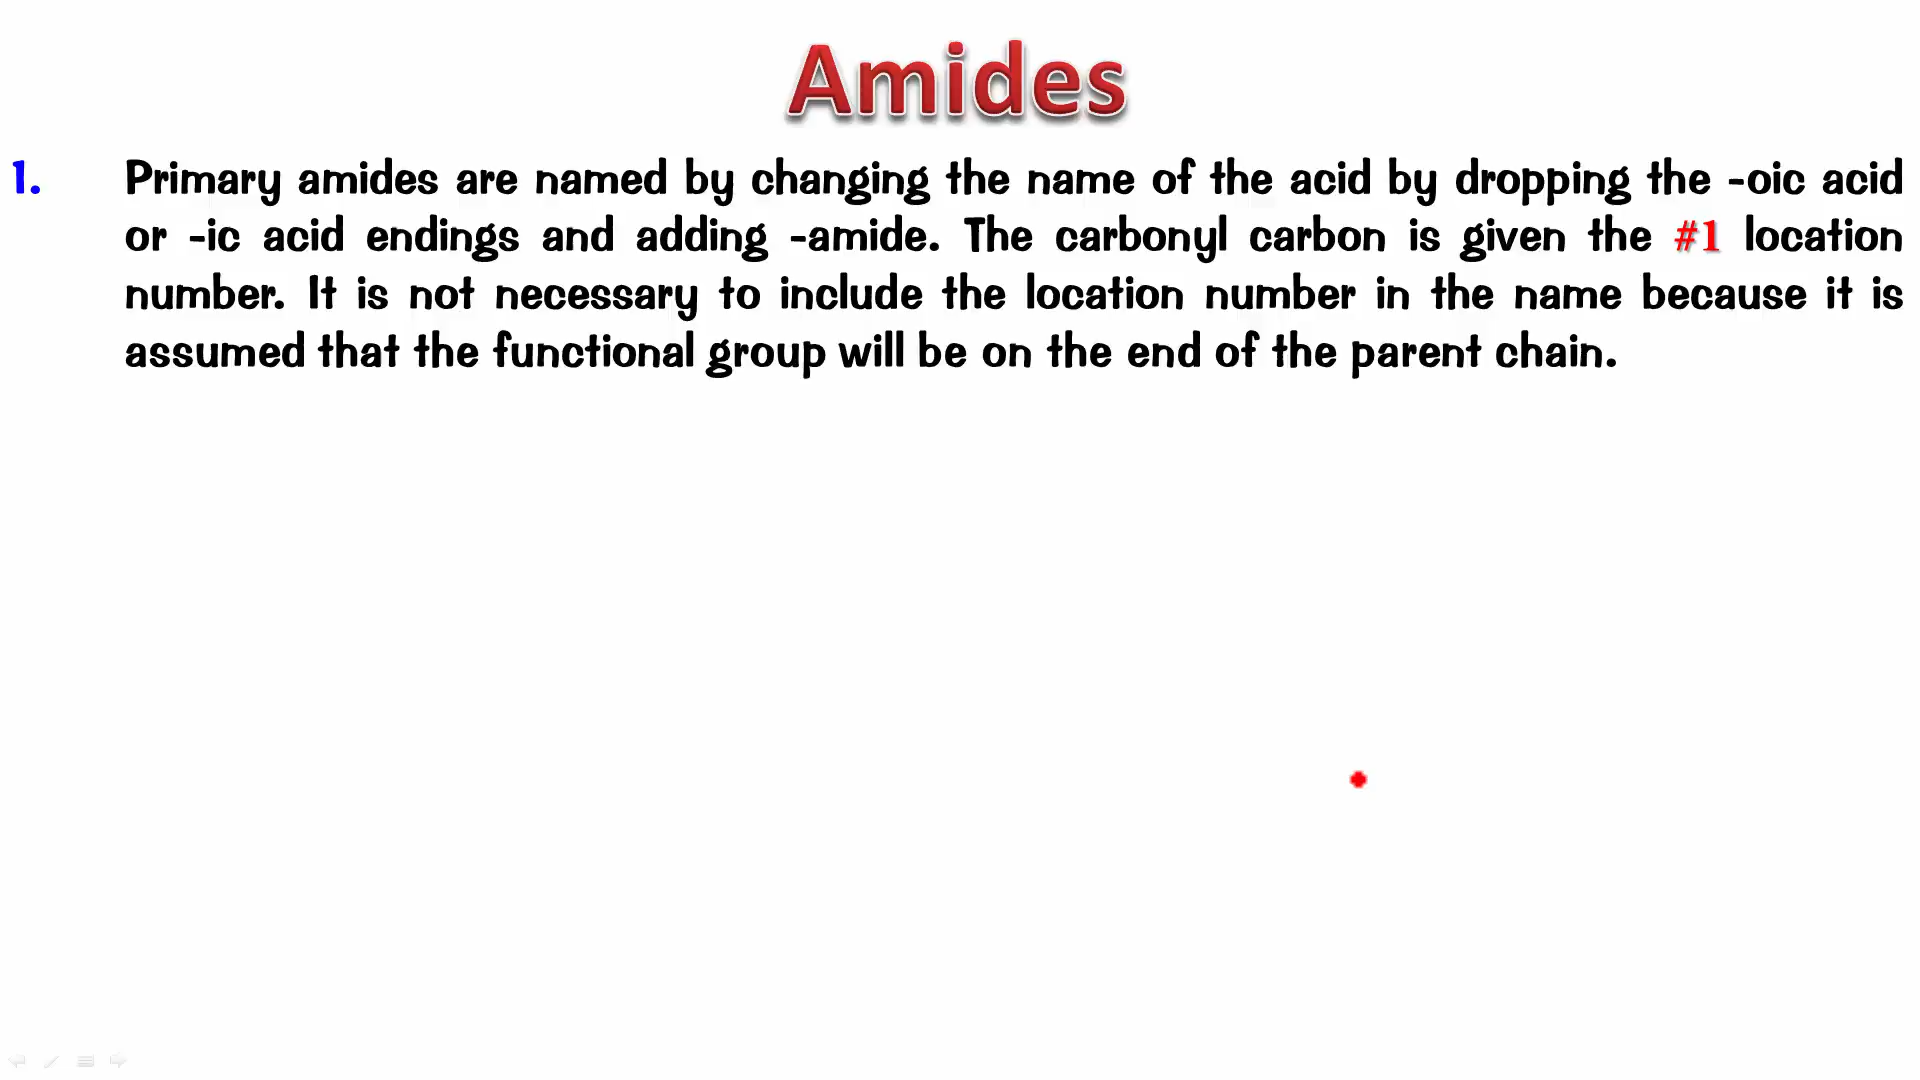 Amides
1. Primary amides are named by changing the name of the acid by dropping the -oic acid
or -ic acid endings and adding -amide. The carbonyl carbon is given the #1 location
number. It is not necessary to include the location number in the name because it is
assumed that the functional group will be on the end of the parent chain.